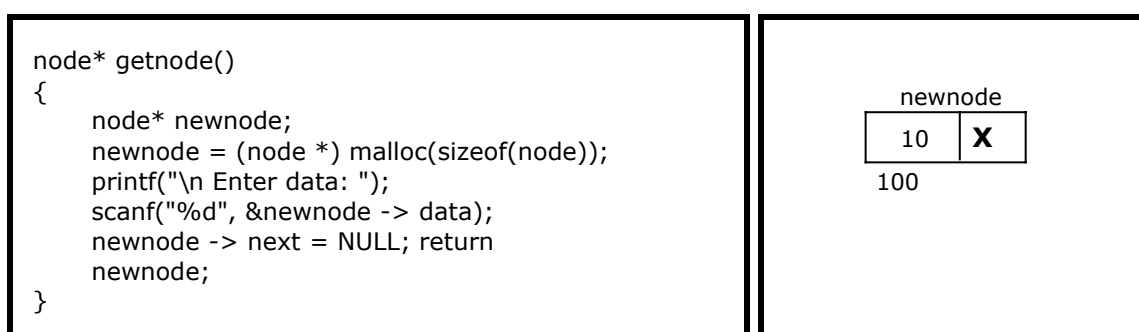 node* getnode()
{
node* newnode;
newnode = (node *) malloc(sizeof(node));
printf("\n Enter data: ");
scanf("%d", &newnode -> data);
newnode -> next = NULL; return
newnode;
}
newnode
10 X
100